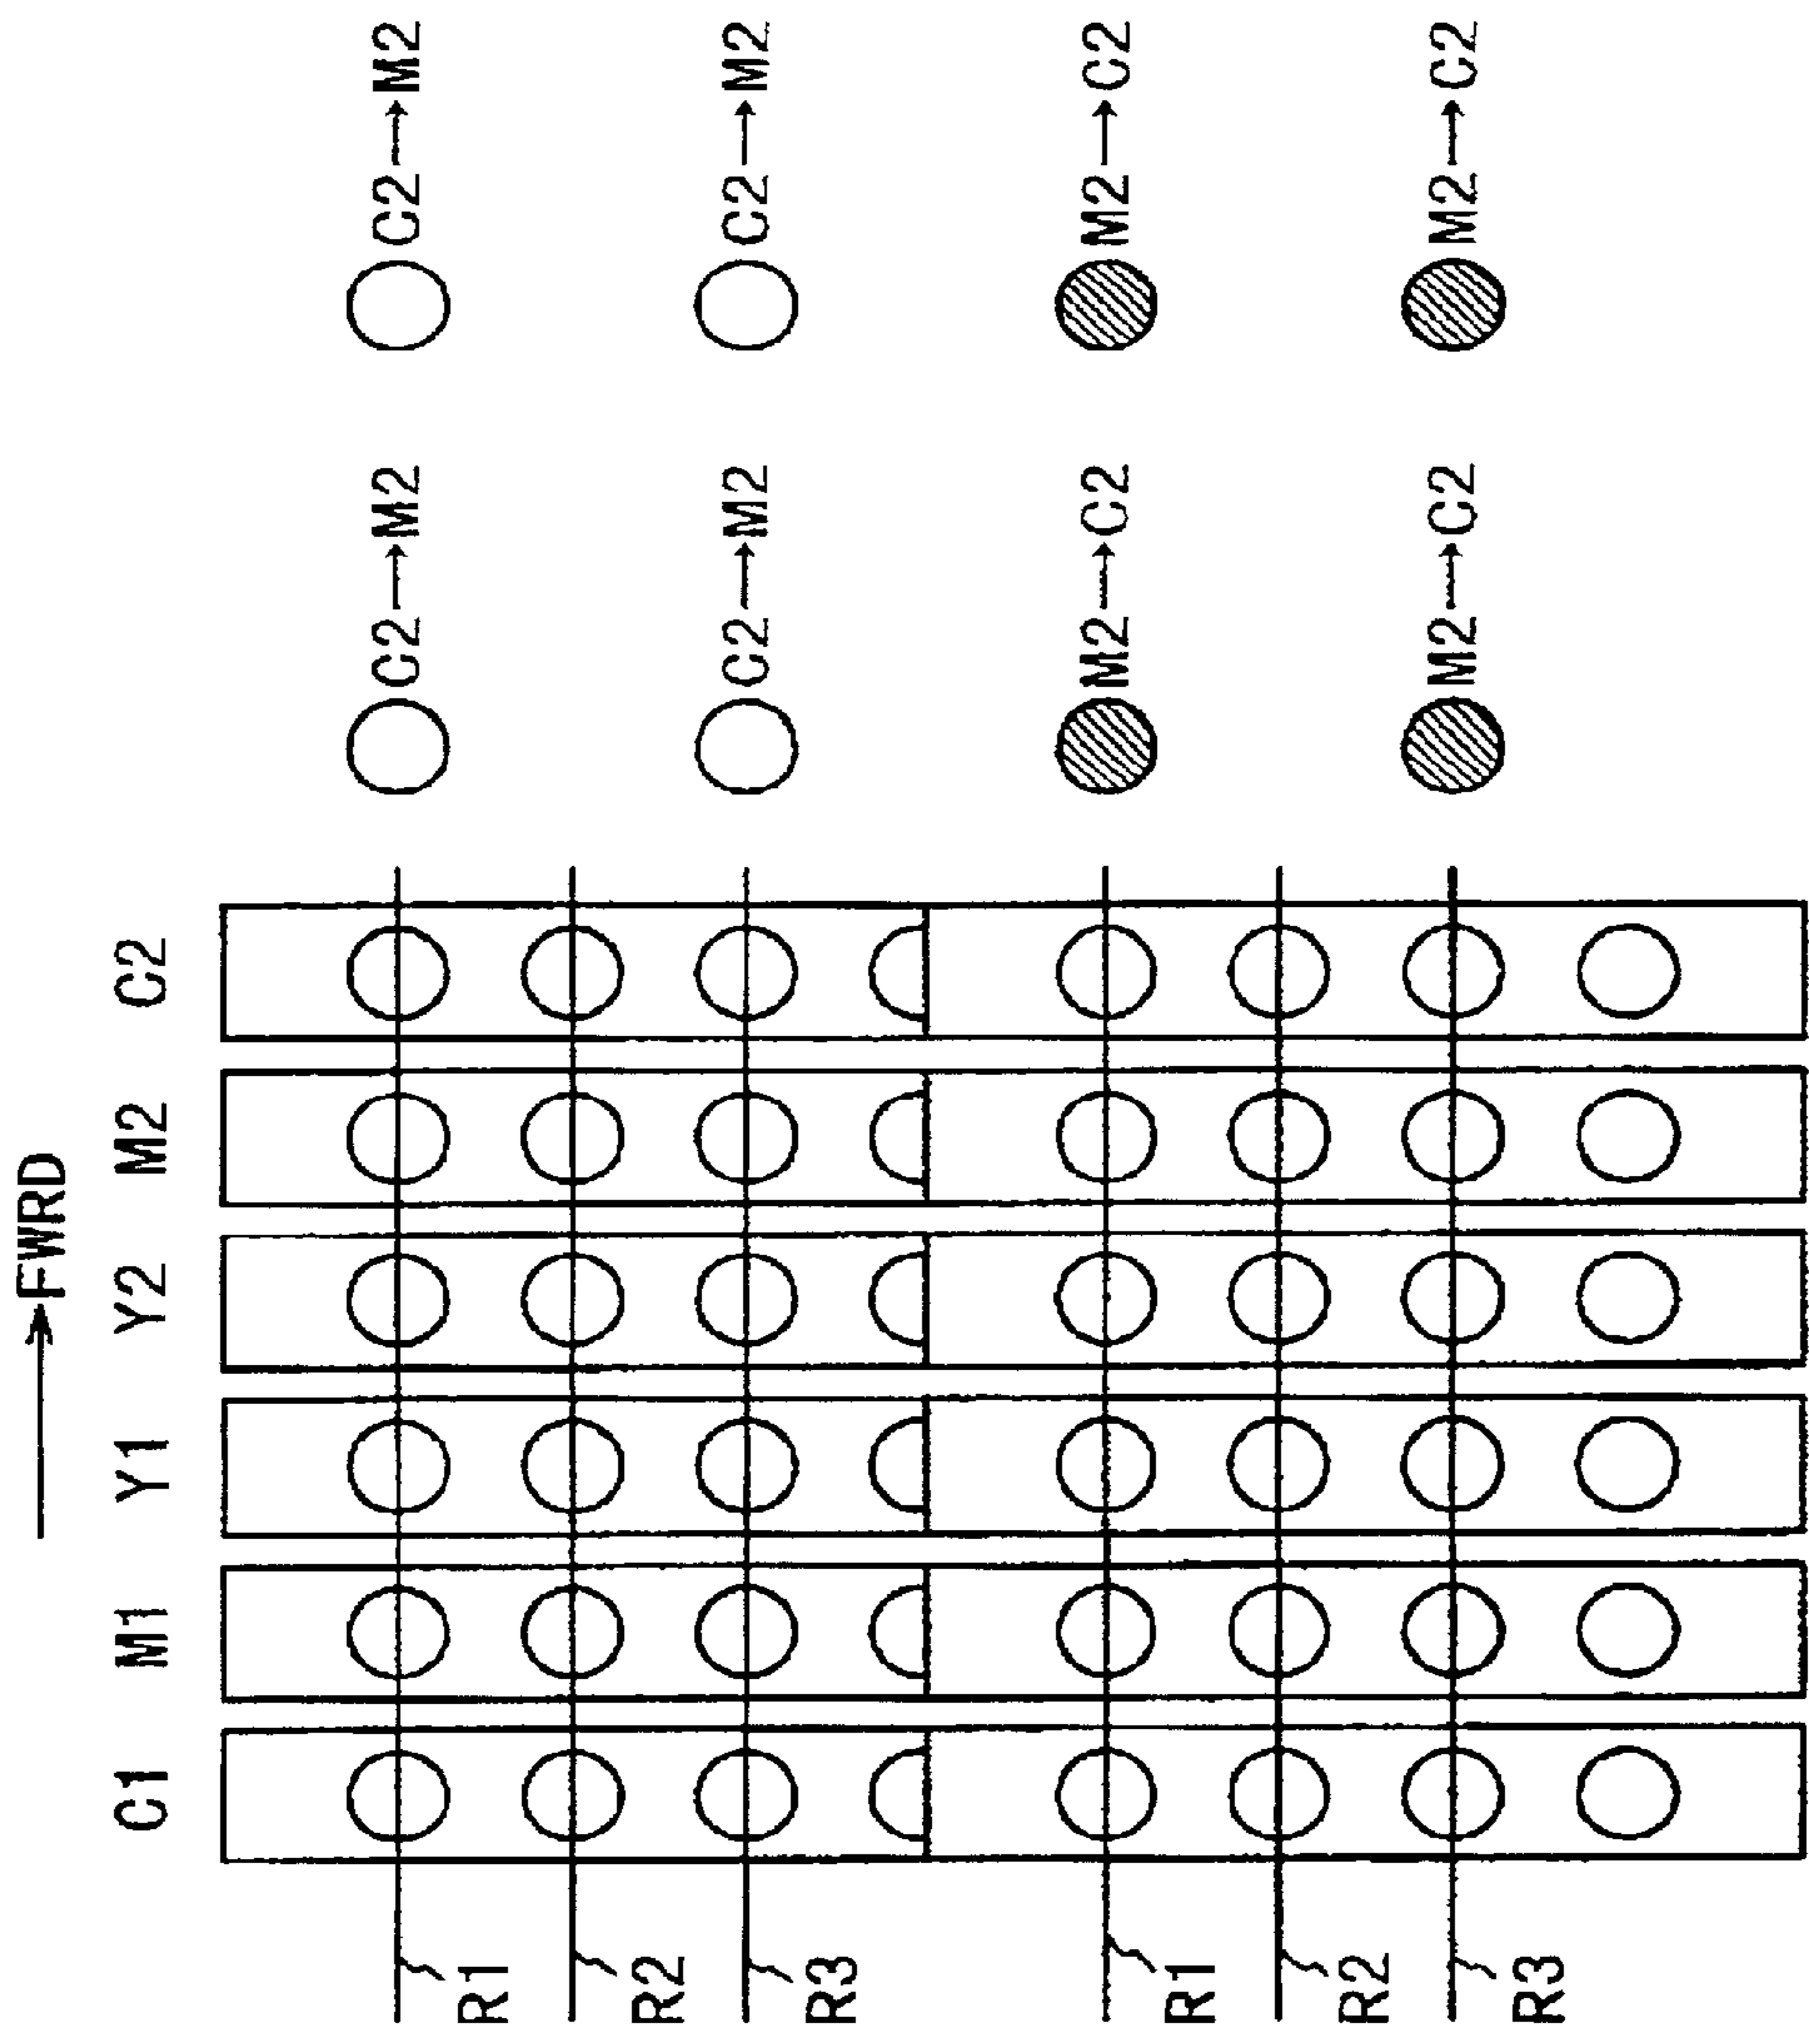 →FWRD
C1 M1 Y1 Y2 M2 C2
C2→M2 C2→M2
R1
R2
C2→M2 C2→M2
R3
M2→C2 M2→C2
R1
R2
M2→C2 M2→C2
R3